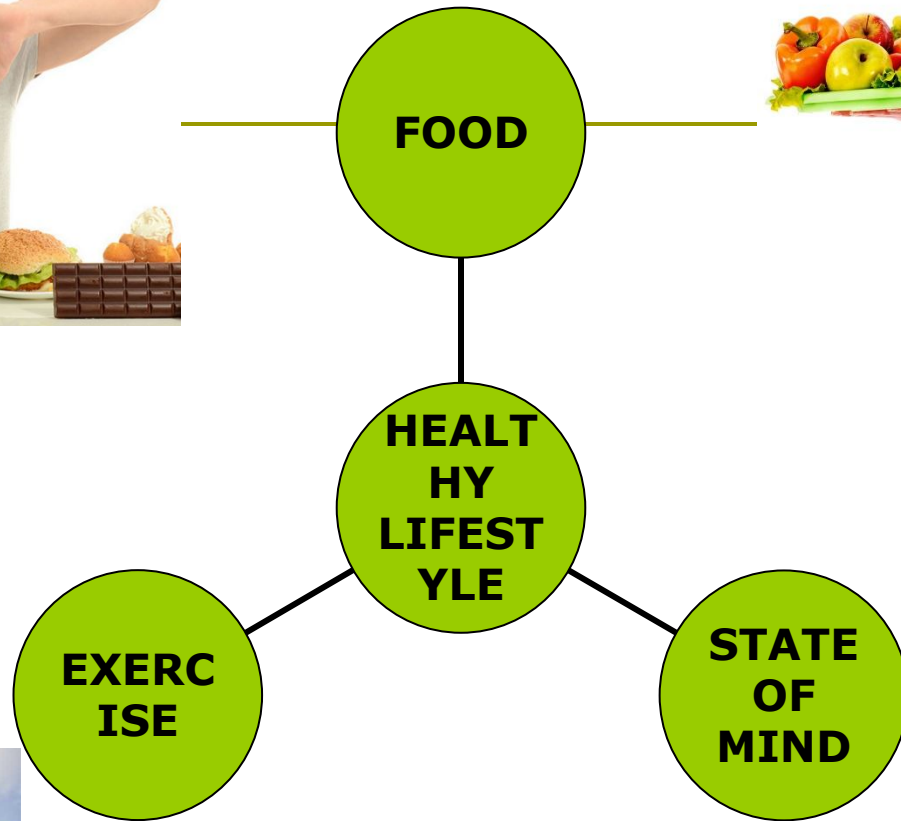 FOOD
HEALT
HY
LIFEST
YLE
EXERC
ISE
STATE
OF
MIND